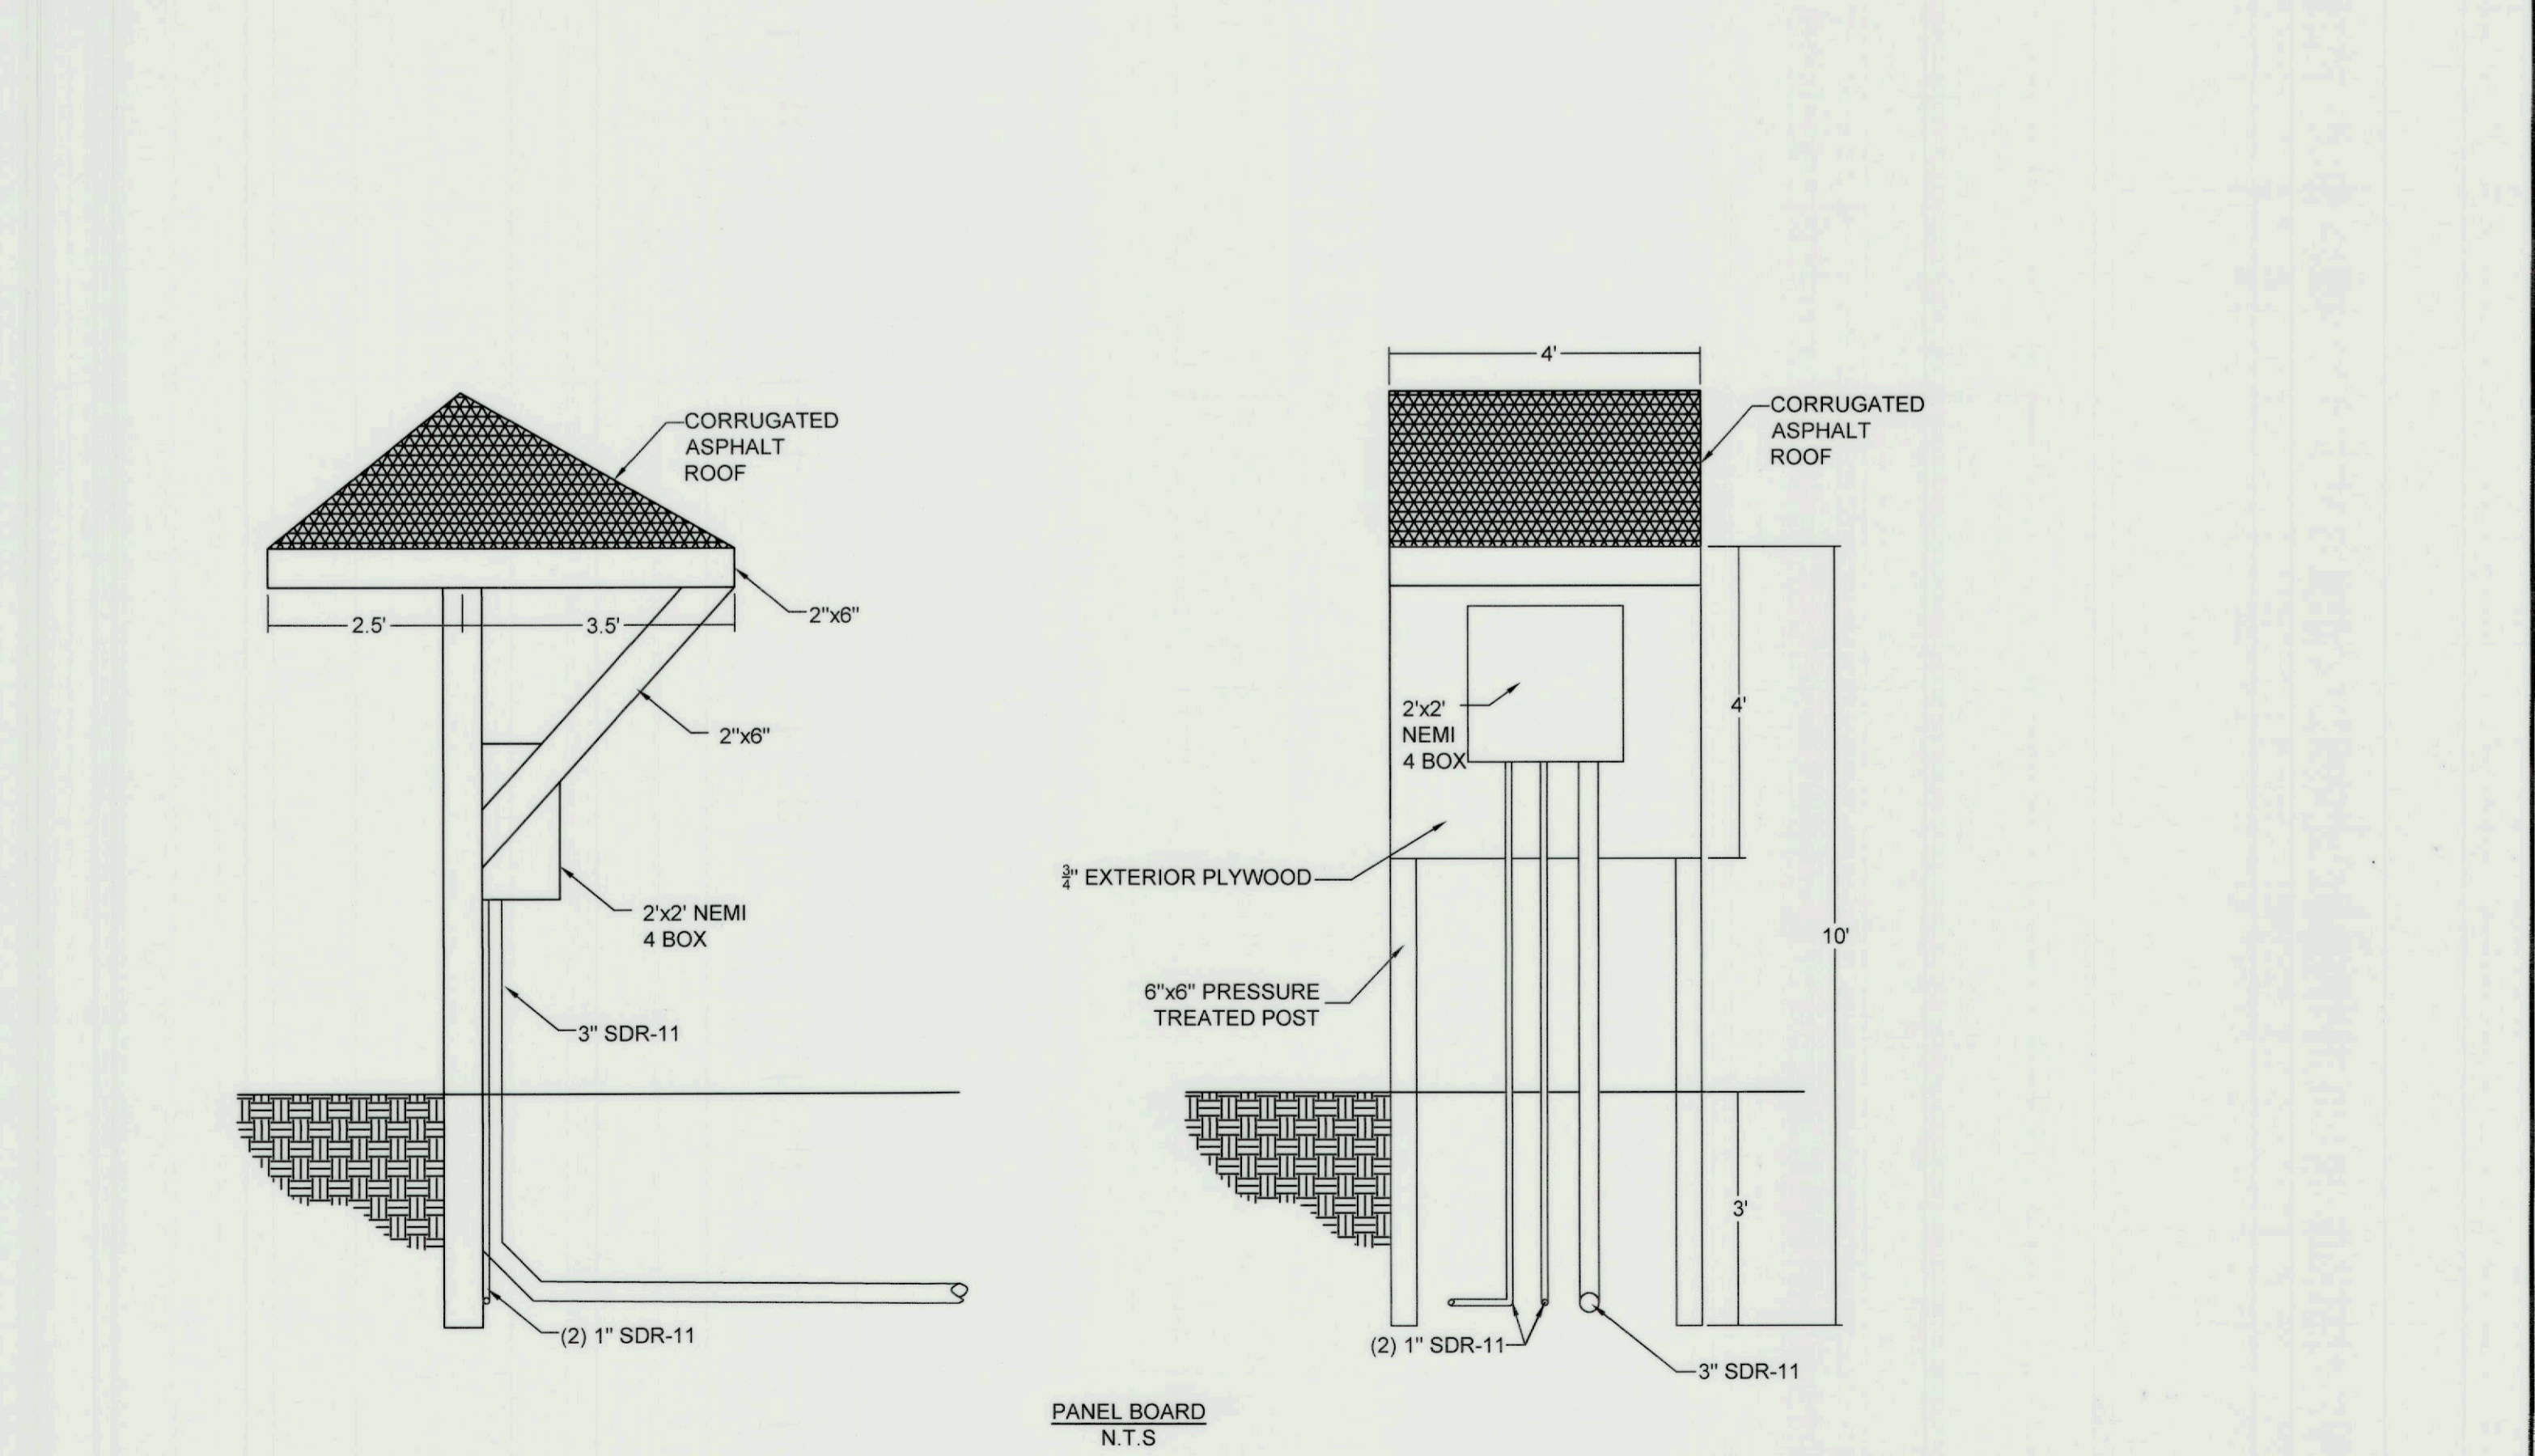 CORRUGATED
ASPHALT
ROOF
2"x6"
2.5'
3.5'
2"x6"
2'x2' NEMI
4 BOX
3" SDR-11
(2) 1" SDR-11
4'
CORRUGATED
ASPHALT
ROOF
2'x2'
NEMI
4 BOX
4'
3/4" EXTERIOR PLYWOOD
10'
6"x6" PRESSURE
TREATED POST
3'
(2) 1" SDR-11
3" SDR-11
PANEL BOARD
N.T.S